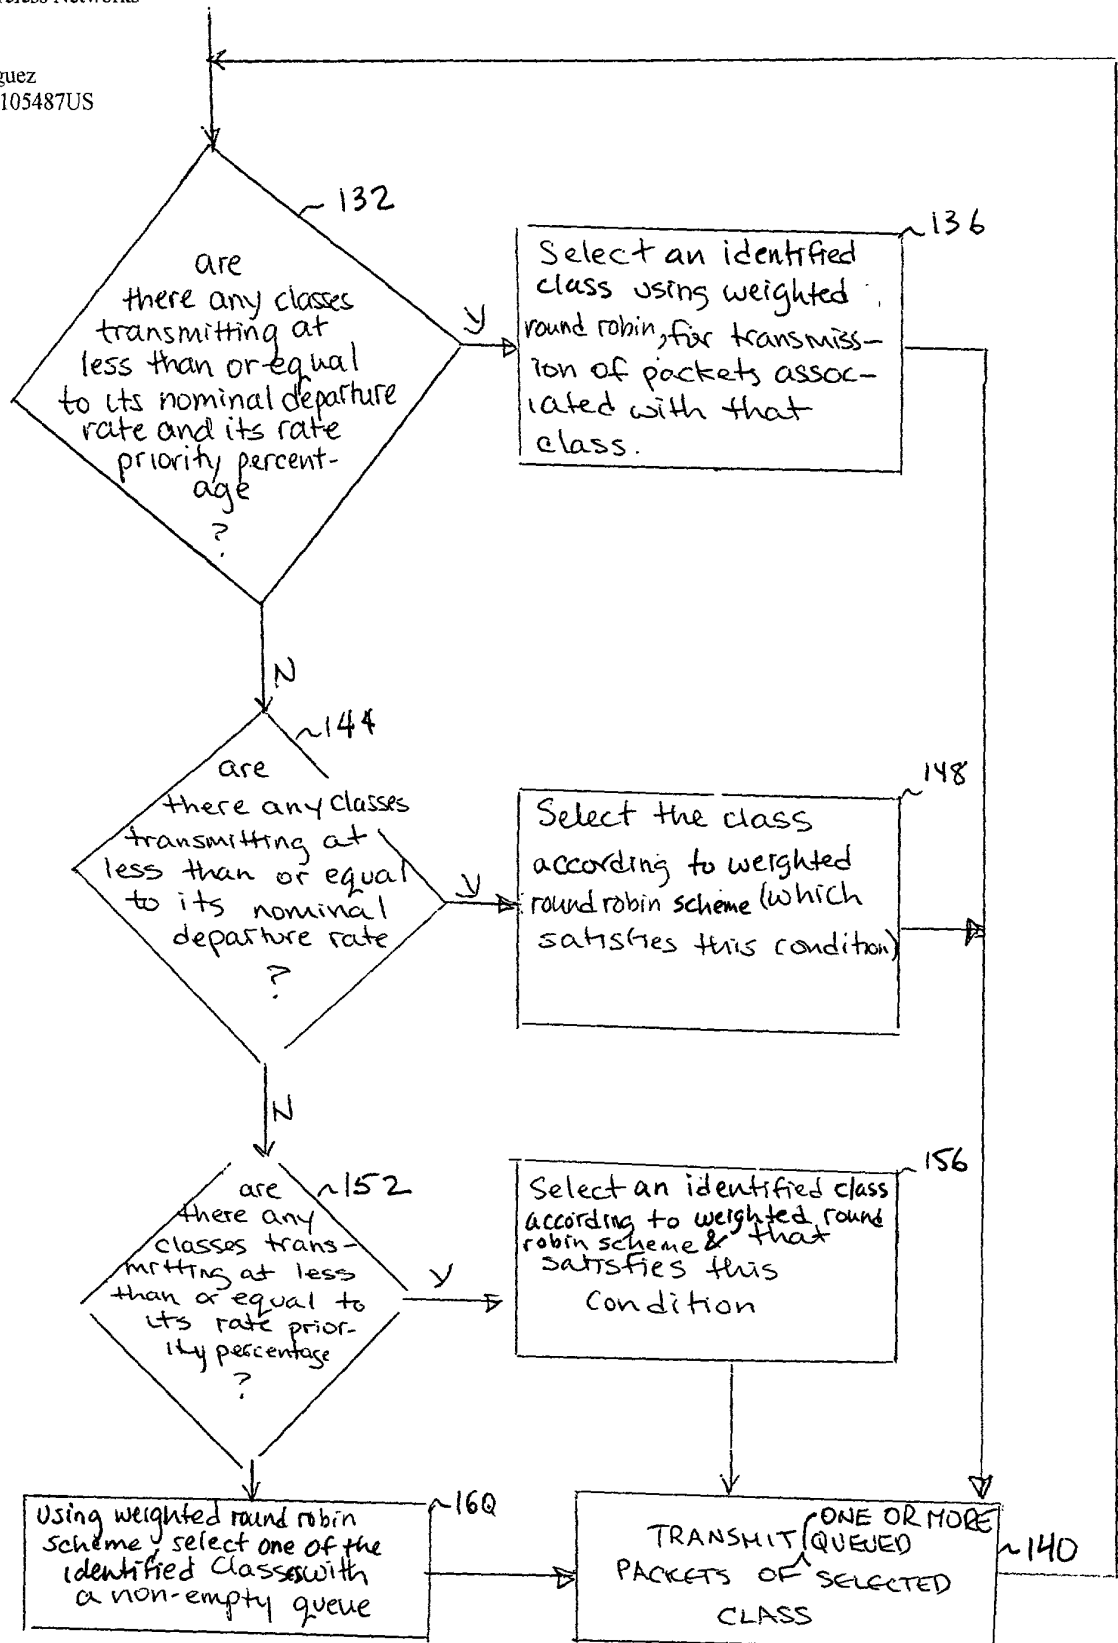 guez
105487US
132
are
there any classes
transmitting at
less than or equal
to its nominal departure
rate and its rate
priority percent-
age
?
Y
136
Select an identified
class using weighted
round robin, for transmiss-
ion of packets assoc-
iated with that
class.
N
144
are
there any classes
transmitting at
less than or equal
to its nominal
departure rate
?
Y
148
Select the class
according to weighted
round robin scheme (which
satisfies this condition)
N
152
are
there any
classes trans-
mitting at less
than or equal to
its rate prior-
ity percentage
?
Y
156
Select an identified class
according to weighted round
robin scheme & that
satisfies this
Condition
160
Using weighted round robin
scheme, select one of the
identified Classes with
a non-empty queue
TRANSMIT ONE OR MORE
QUEUED
PACKETS OF SELECTED
CLASS
140